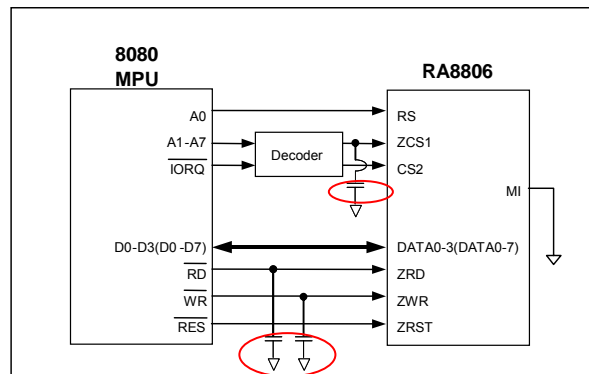 8080
MPU
RA8806
A0
RS
A1-A7
Decoder
ZCS1
IORQ
CS2
MI
D0-D3(D0-D7)
DATA0-3(DATA0-7)
RD
ZRD
WR
ZWR
RES
ZRST